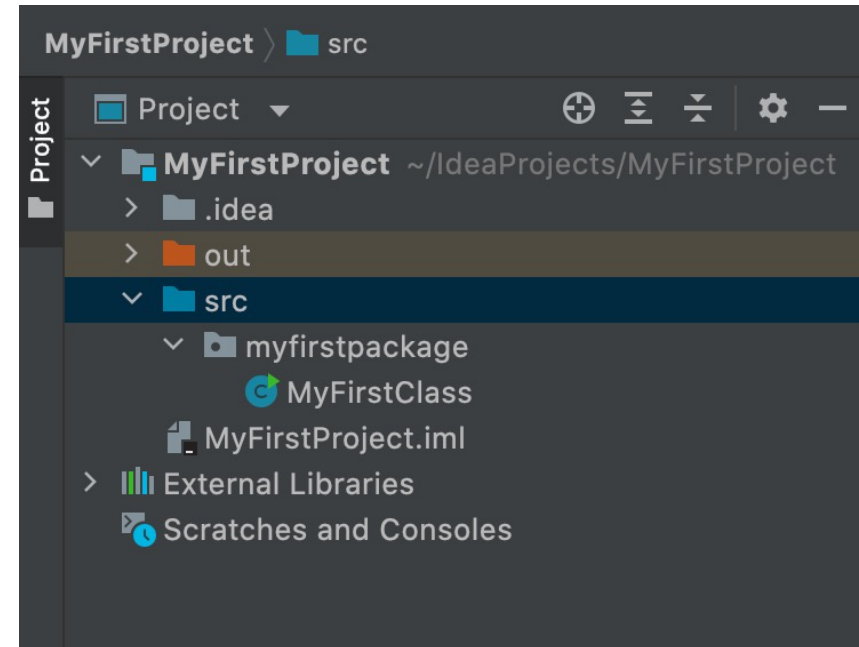 MyFirstProject 〉 src
Project
Project
MyFirstProject ~/IdeaProjects/MyFirstProject
.idea
out
src
myfirstpackage
C MyFirstClass
MyFirstProject.iml
External Libraries
Scratches and Consoles